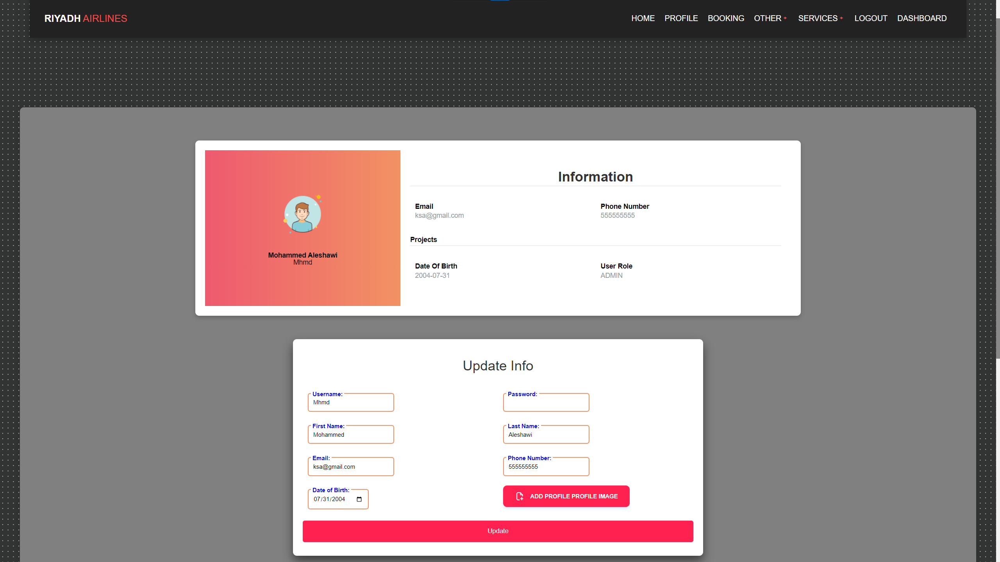 RIYADH AIRLINES
HOME PROFILE BOOKING OTHER + SERVICES + LOGOUT DASHBOARD
Information
Email Phone Number
ksa@gmail.com 555555555
Projects
Mohammed Aleshawi
Mhmd
Date Of Birth User Role
2004-07-31 ADMIN
Update Info
Username: Password:
Mhmd
First Name: Last Name:
Mohammed Aleshawi
Email: Phone Number:
ksa@gmail.com 555555555
Date of Birth:
07/31/2004
ADD PROFILE PROFILE IMAGE
Update